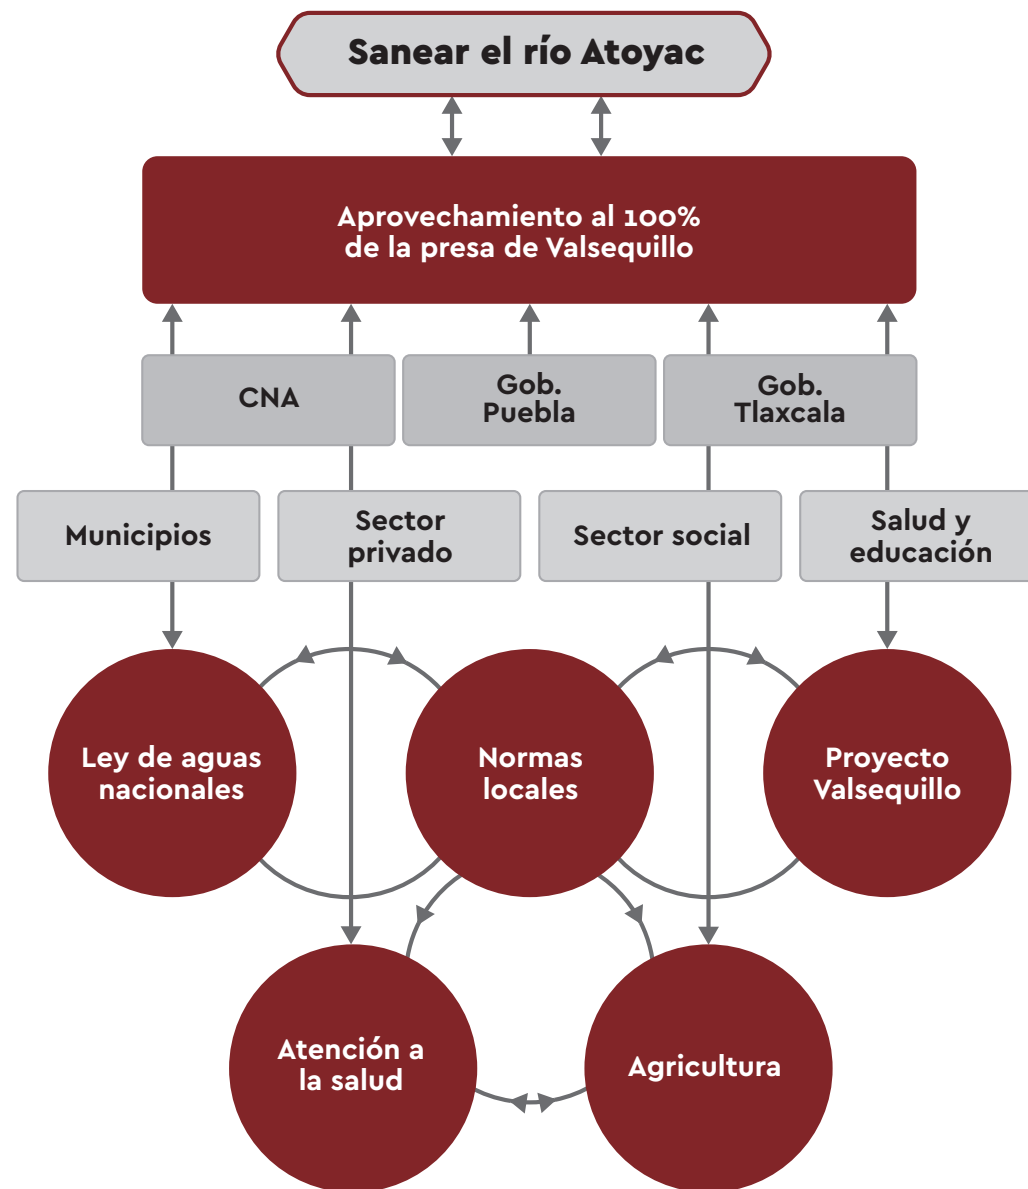 Sanear el río Atoyac
Aprovechamiento al 100%
de la presa de Valsequillo
CNA
Gob.
Puebla
Gob.
Tlaxcala
Municipios
Sector
privado
Sector social
Salud y
educación
Ley de aguas
nacionales
Normas
locales
Proyecto
Valsequillo
Atención a
la salud
Agricultura